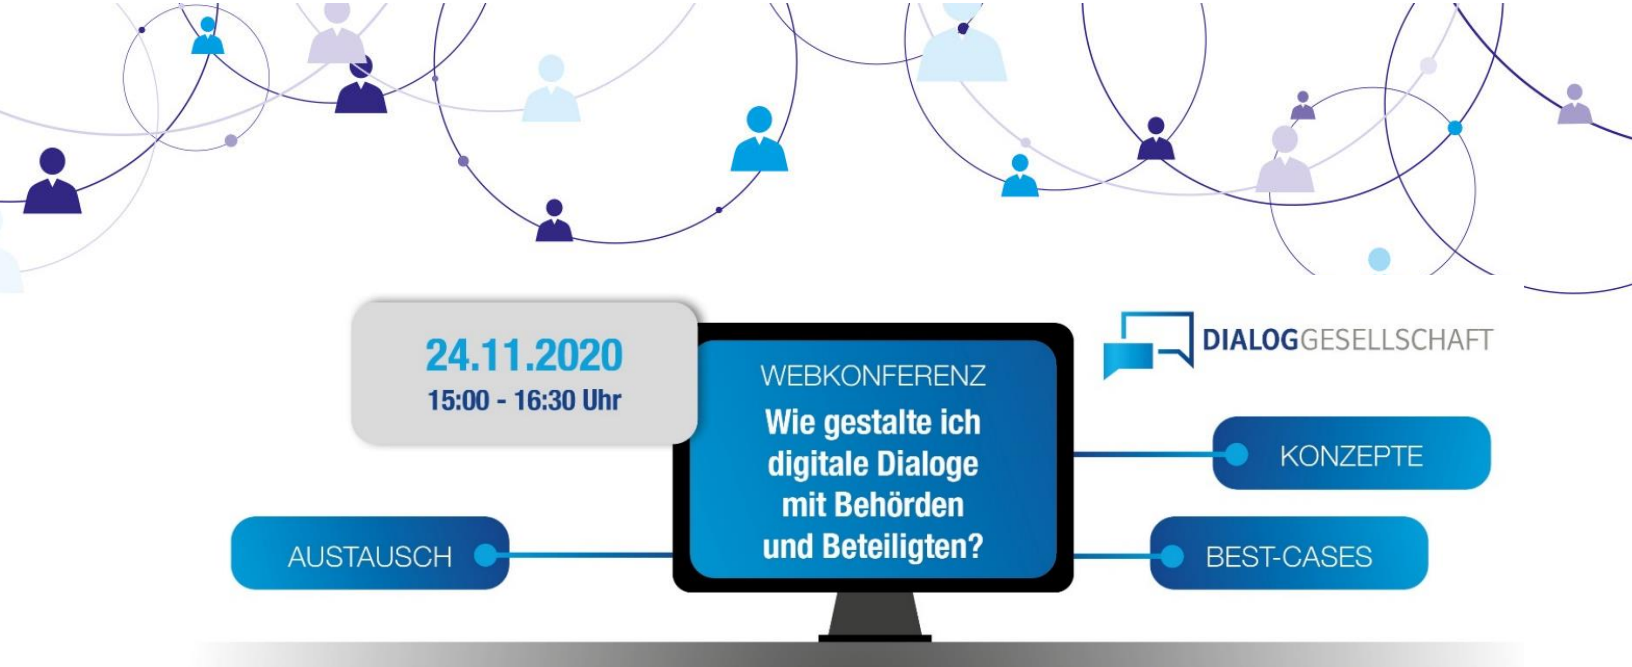 24.11.2020
15:00 - 16:30 Uhr
WEBKONFERENZ
Wie gestalte ich
digitale Dialoge
mit Behörden
und Beteiligten?
DIALOGGESELLSCHAFT
KONZEPTE
AUSTAUSCH
BEST-CASES